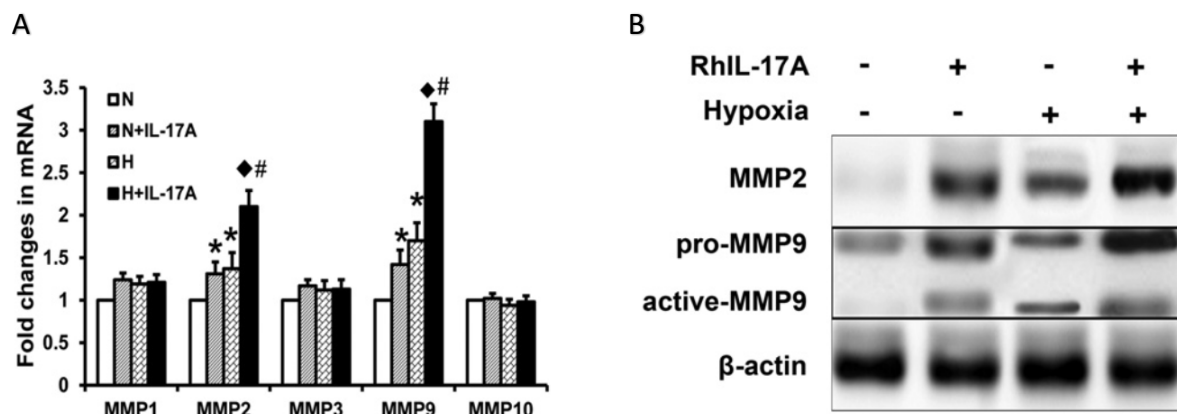 A
Fold changes in mRNA
3.5
3
2.5
2
1.5
1
0.5
0
N
N+IL-17A
H
H+IL-17A
◆#
* *
◆#
* *
MMP1 MMP2 MMP3 MMP9 MMP10
B
RhIL-17A - + - +
Hypoxia - - + +
MMP2
pro-MMP9
active-MMP9
β-actin